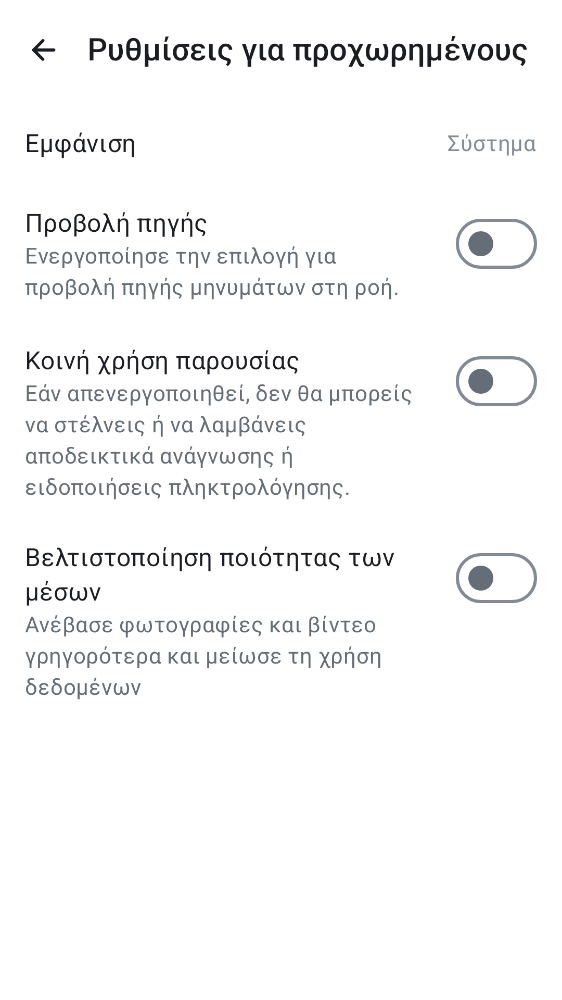 Ρυθμίσεις για προχωρημένους
Εμφάνιση Σύστημα
Προβολή πηγής
Ενεργοποίησε την επιλογή για
προβολή πηγής μηνυμάτων στη ροή.
Κοινή χρήση παρουσίας
Εάν απενεργοποιηθεί, δεν θα μπορείς
να στέλνεις ή να λαμβάνεις
αποδεικτικά ανάγνωσης ή
ειδοποιήσεις πληκτρολόγησης.
Βελτιστοποίηση ποιότητας των
μέσων
Ανέβασε φωτογραφίες και βίντεο
γρηγορότερα και μείωσε τη χρήση
δεδομένων